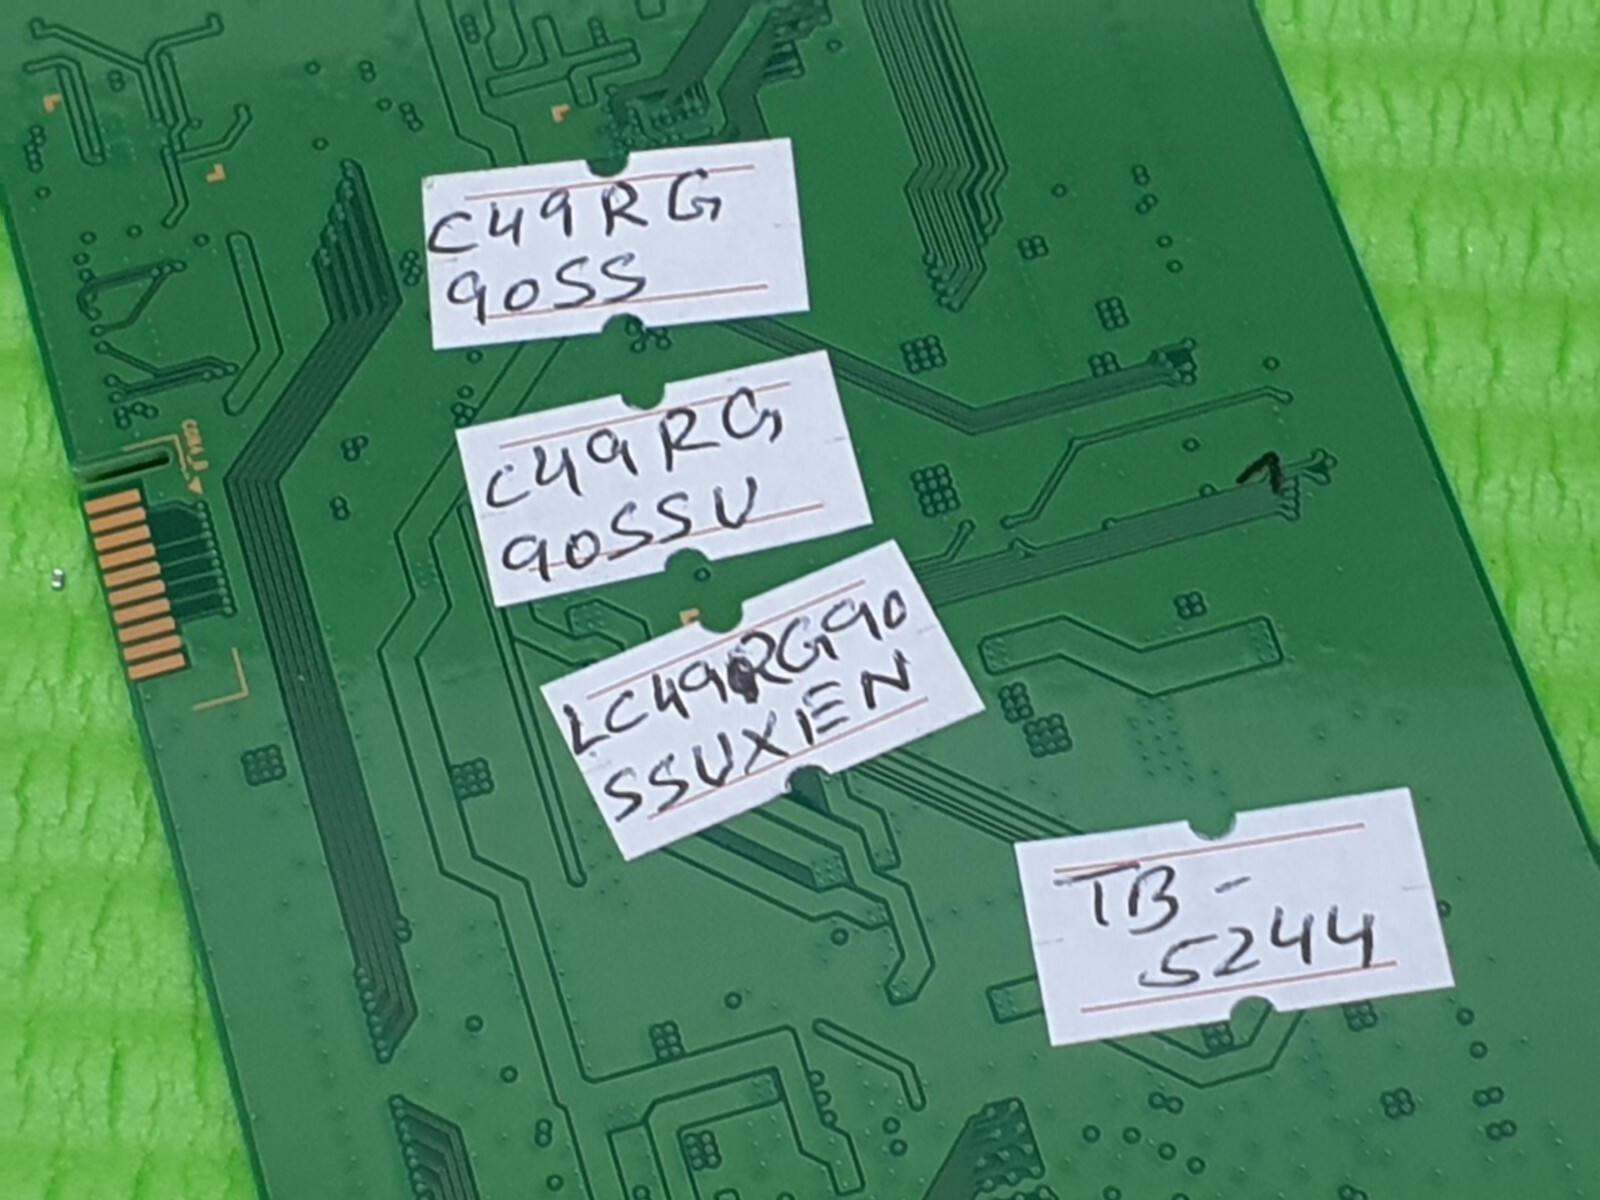 C49RG
90SS
C49RG
90SSU
LC49RG90
SSUXEN
TB-
5244